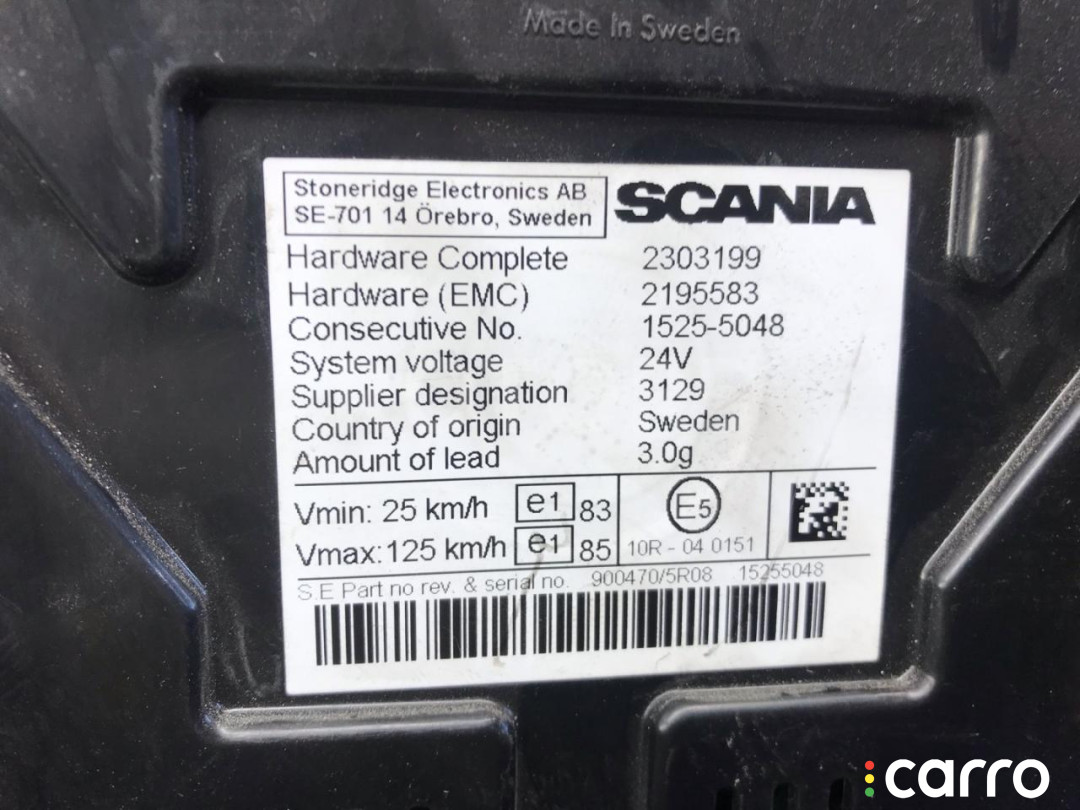 Made In Sweden
Stoneridge Electronics AB
SE-701 14 Örebro, Sweden
SCANIA
Hardware Complete 2303199
Hardware (EMC) 2195583
Consecutive No. 1525-5048
System voltage 24V
Supplier designation 3129
Country of origin Sweden
Amount of lead 3.0g
Vmin: 25 km/h e1 83
Vmax: 125 km/h e1 85
E5
10R - 04 0151
S.E Part no rev. & serial no. 900470/5R08 15255048
carro